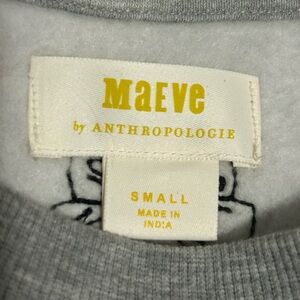 MaEVe
by ANTHROPOLOGIE
SMALL
MADE IN
INDIA